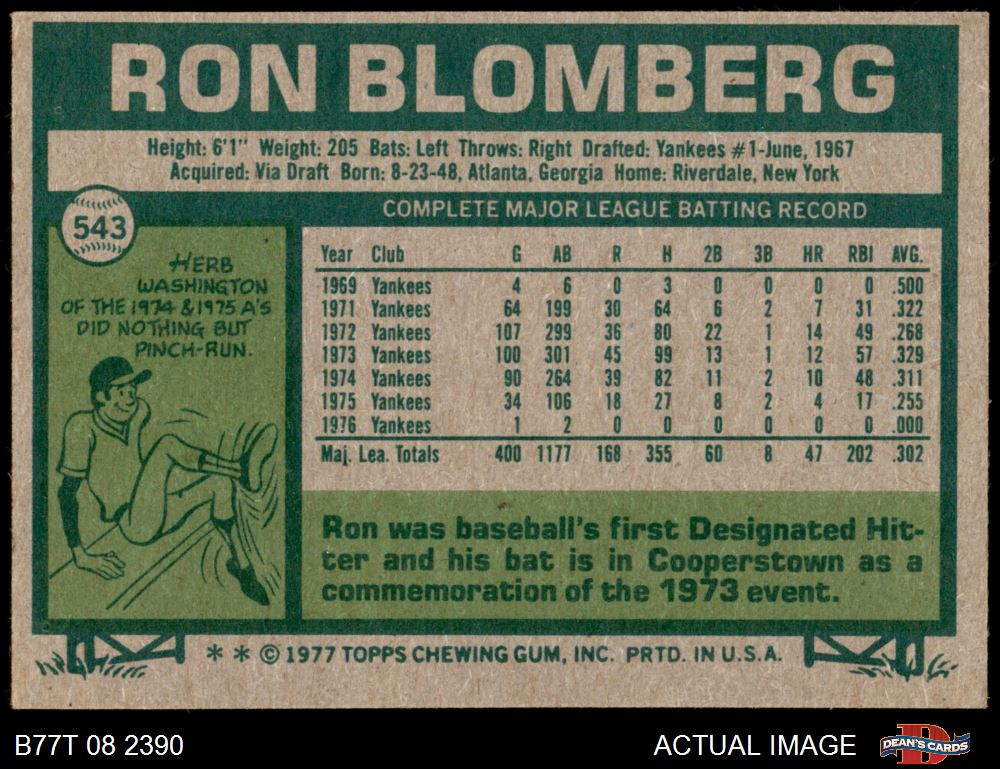 RON BLOMBERG
Height: 6'1" Weight: 205 Bats: Left Throws: Right Drafted: Yankees #1-June, 1967
Acquired: Via Draft Born: 8-23-48, Atlanta, Georgia Home: Riverdale, New York
543
COMPLETE MAJOR LEAGUE BATTING RECORD
HERB
WASHINGTON
OF THE 1974 & 1975 A'S
DID NOTHING BUT
PINCH-RUN.
Year Club G AB R H 2B 3B HR RBI AVG.
1969 Yankees 4 6 0 3 0 0 0 0 .500
1971 Yankees 64 199 30 64 6 2 7 31 .322
1972 Yankees 107 299 36 80 22 1 14 49 .268
1973 Yankees 100 301 45 99 13 1 12 57 .329
1974 Yankees 90 264 39 82 11 2 10 48 .311
1975 Yankees 34 106 18 27 8 2 4 17 .255
1976 Yankees 1 2 0 0 0 0 0 0 .000
Maj. Lea. Totals 400 1177 168 355 60 8 47 202 .302
Ron was baseball's first Designated Hit-
ter and his bat is in Cooperstown as a
commemoration of the 1973 event.
* * © 1977 TOPPS CHEWING GUM, INC. PRTD. IN U.S.A.
B77T 08 2390
ACTUAL IMAGE
DEAN'S CARDS